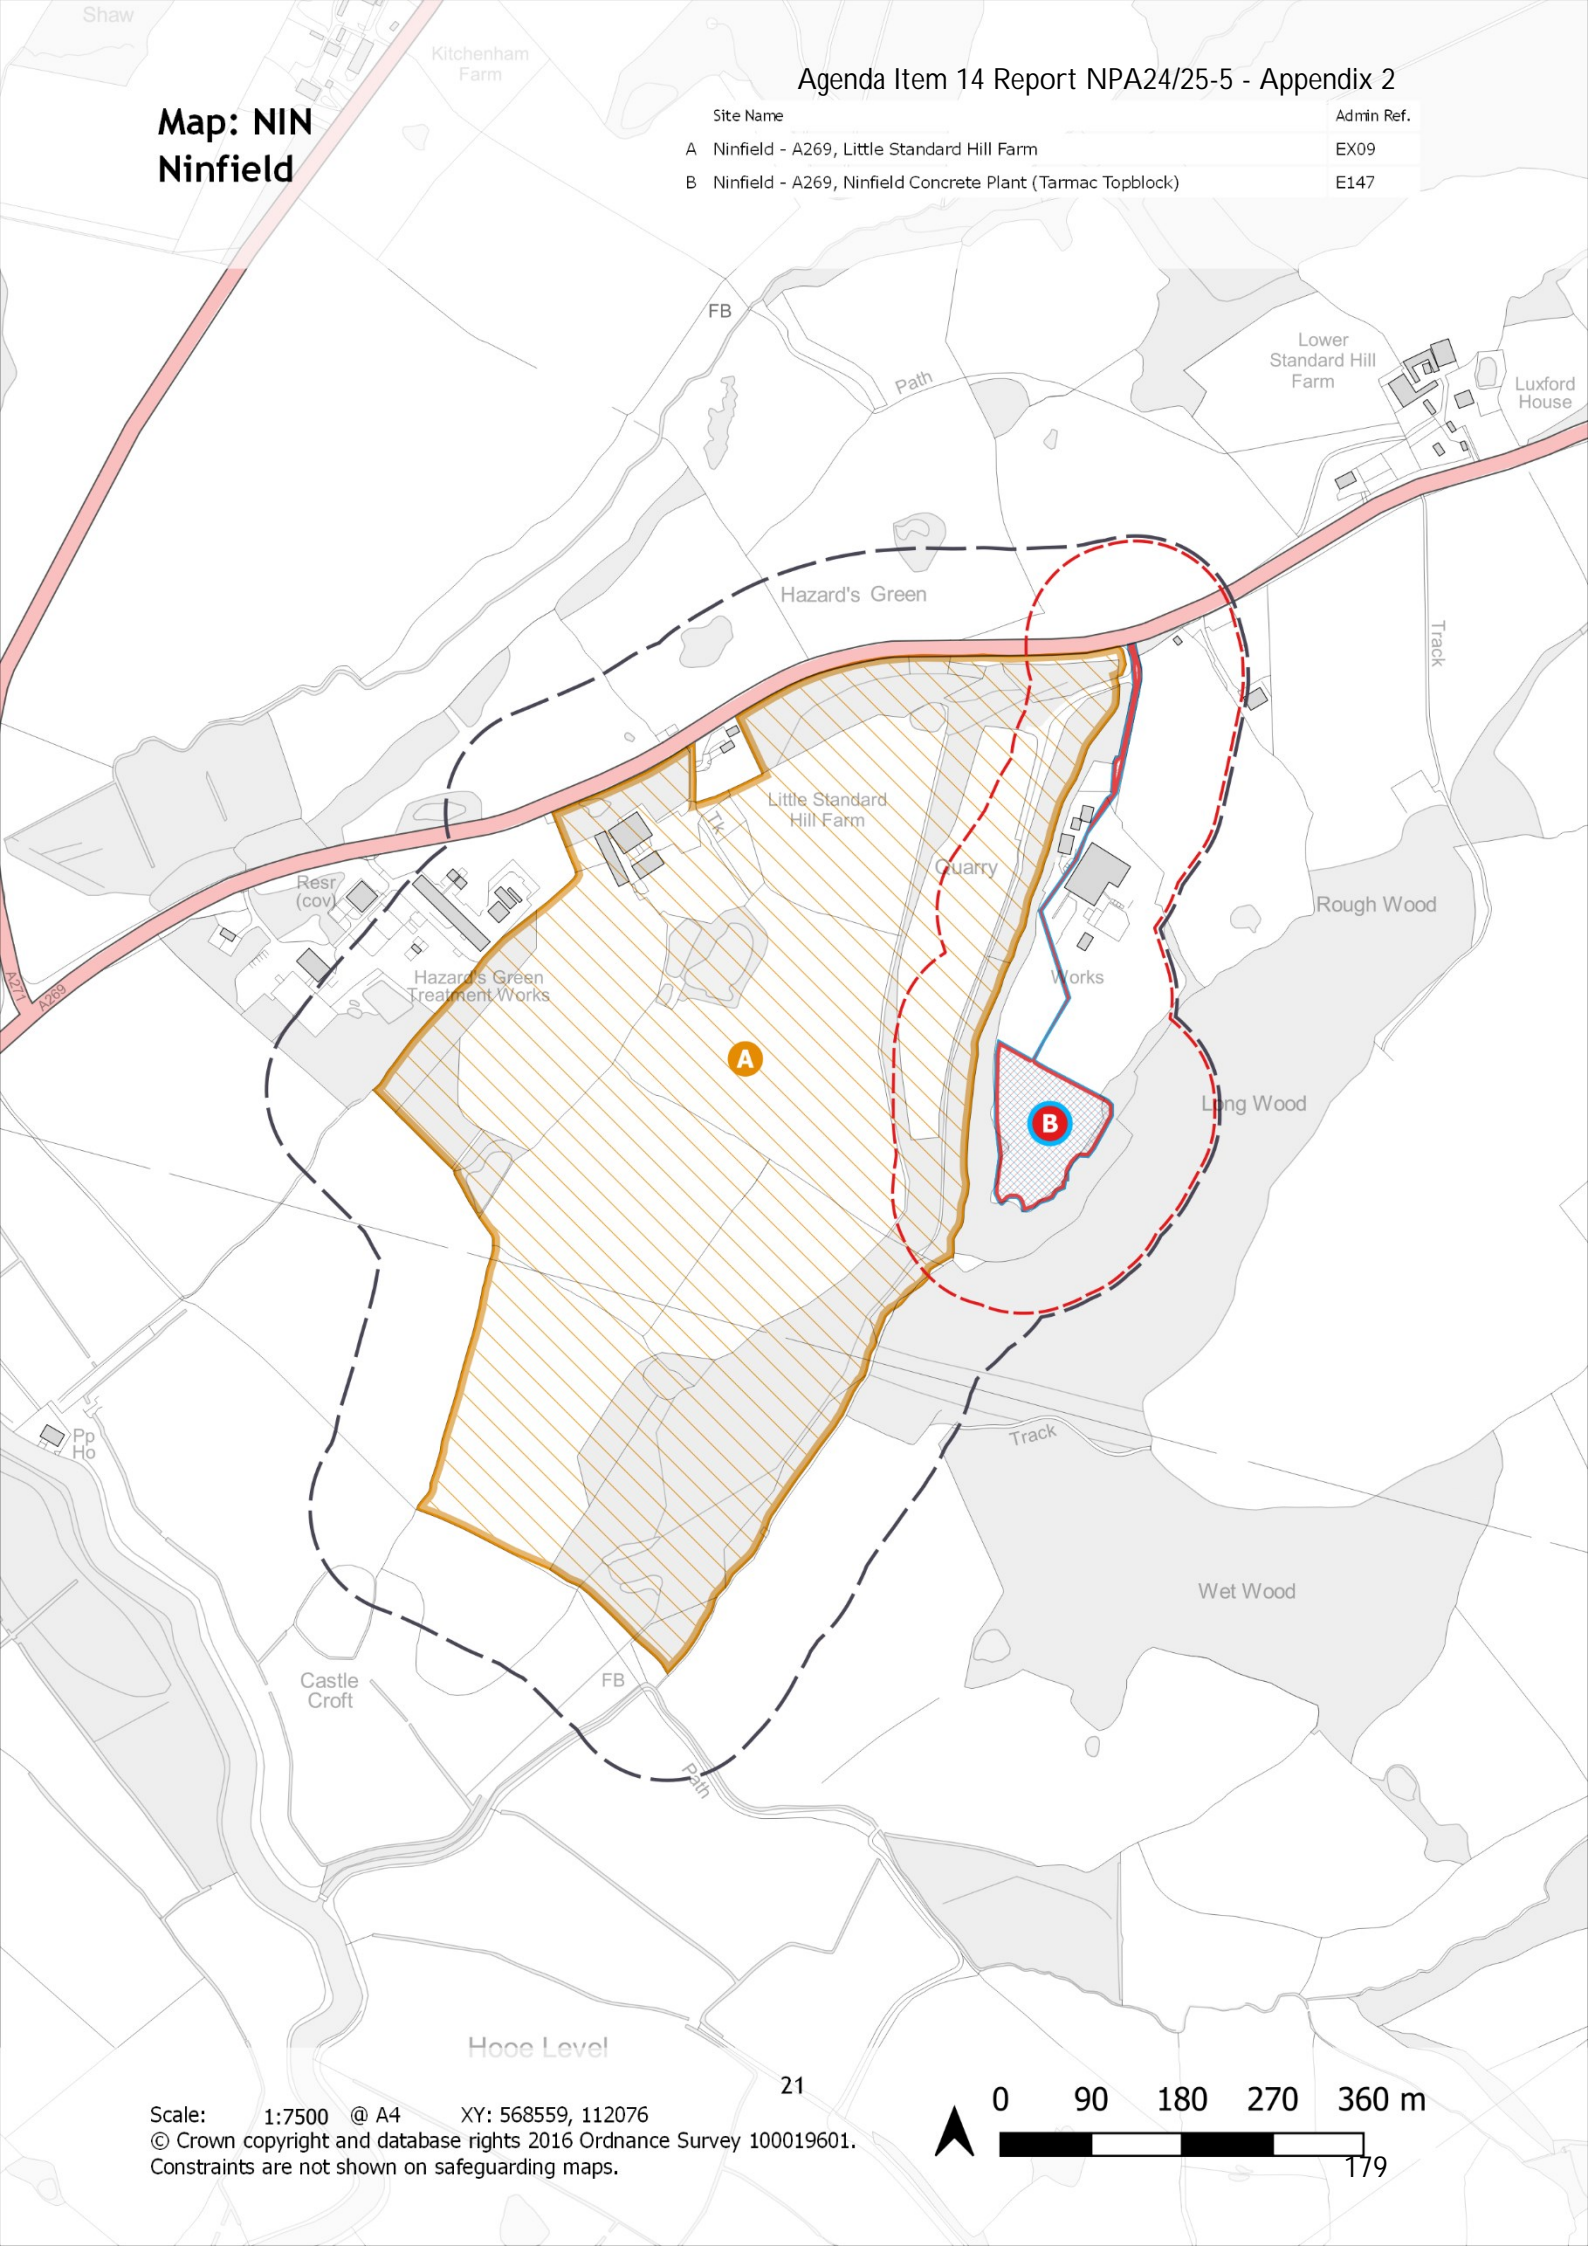 Shaw
Kitchenham
Farm
Agenda Item 14 Report NPA24/25-5 - Appendix 2
Map: NIN
Ninfield
Site Name Admin Ref.
A Ninfield - A269, Little Standard Hill Farm EX09
B Ninfield - A269, Ninfield Concrete Plant (Tarmac Topblock) E147
FB
Path
Lower
Standard Hill
Farm
Luxford
House
Hazard's Green
Track
Little Standard
Hill Farm
Tk
Quarry
Resr
(cov)
Rough Wood
Hazard's Green
Treatment Works
Works
A271
A269
A
B
Long Wood
Pp
Ho
Track
Wet Wood
Castle
Croft
FB
Path
Hooe Level
21
0 90 180 270 360 m
Scale: 1:7500 @ A4 XY: 568559, 112076
© Crown copyright and database rights 2016 Ordnance Survey 100019601.
Constraints are not shown on safeguarding maps.
179